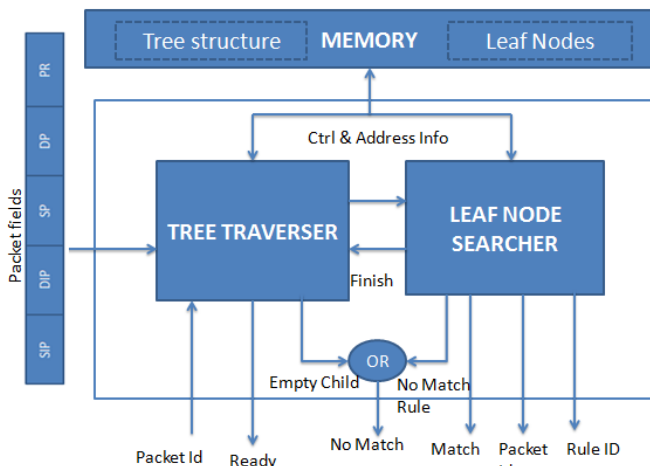 Tree structure MEMORY Leaf Nodes
PR
DP
SP
DIP
SIP
Packet fields
Ctrl & Address Info
TREE TRAVERSER
LEAF NODE
SEARCHER
Finish
OR
Empty Child
No Match
Rule
Packet Id
Ready
No Match
Match
Packet
Rule ID